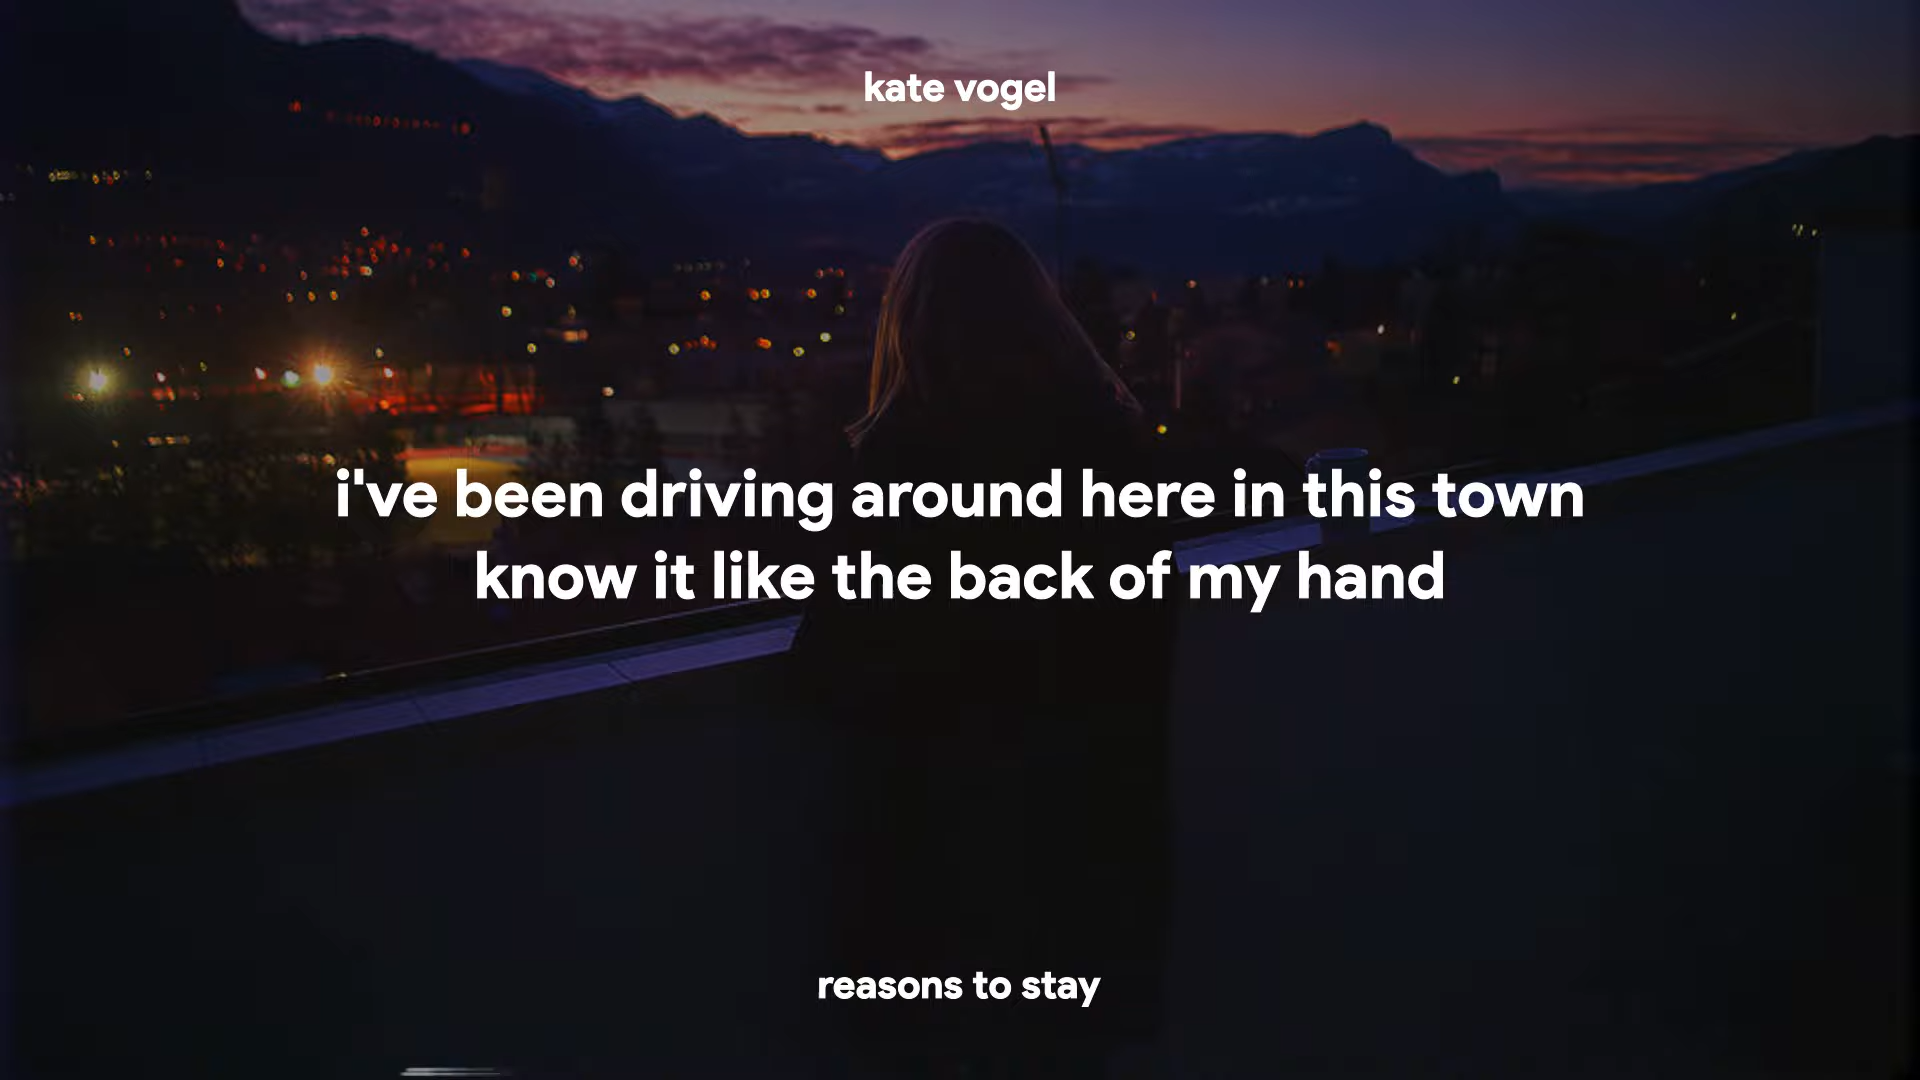 kate vogel
i've been driving around here in this town
know it like the back of my hand
reasons to stay